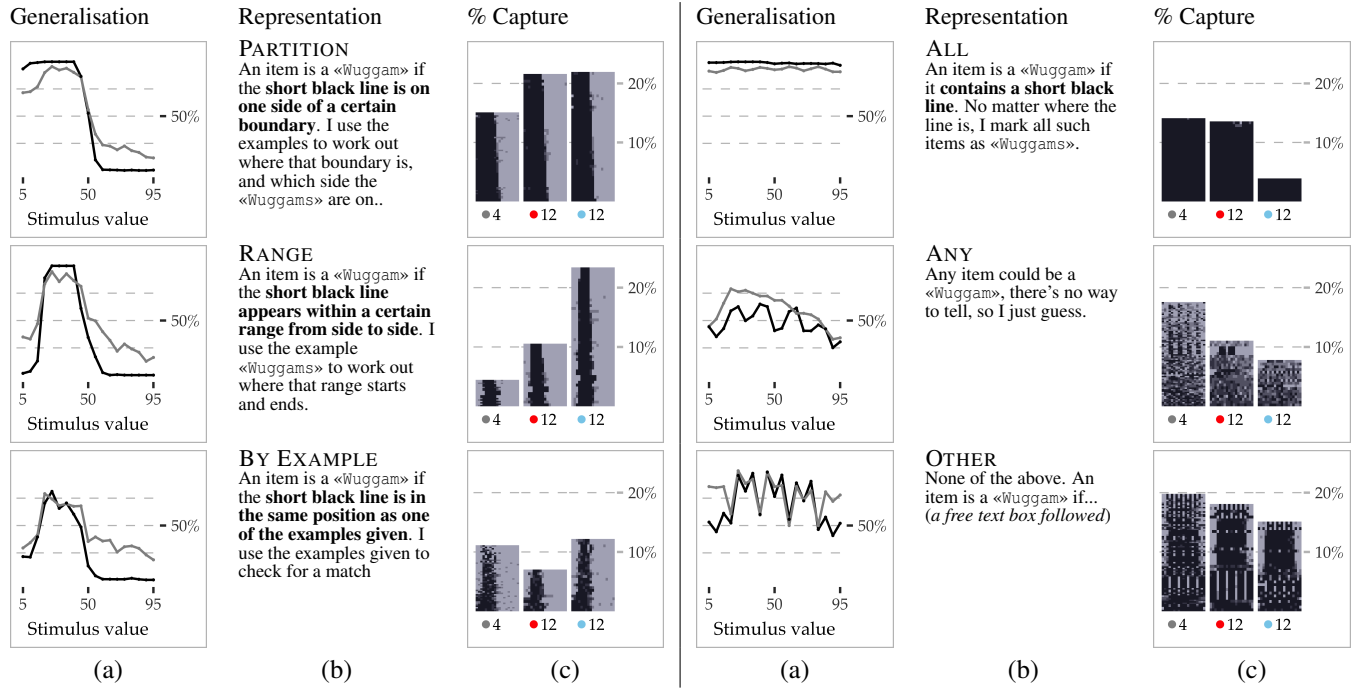 Generalisation
Representation
% Capture
PARTITION
An item is a «Wuggam» if
the short black line is on
one side of a certain
boundary. I use the
examples to work out
where that boundary is,
and which side the
«Wuggams» are on..
50%
5
50
95
Stimulus value
20%
10%
4
12
12
RANGE
An item is a «Wuggam» if
the short black line
appears within a certain
range from side to side. I
use the example
«Wuggams» to work out
where that range starts
and ends.
50%
5
50
95
Stimulus value
20%
10%
4
12
12
BY EXAMPLE
An item is a «Wuggam» if
the short black line is in
the same position as one
of the examples given. I
use the examples given to
check for a match
50%
5
50
95
Stimulus value
20%
10%
4
12
12
(a)
(b)
(c)
Generalisation
Representation
% Capture
ALL
An item is a «Wuggam» if
it contains a short black
line. No matter where the
line is, I mark all such
items as «Wuggams».
50%
5
50
95
Stimulus value
20%
10%
4
12
12
ANY
Any item could be a
«Wuggam», there's no way
to tell, so I just guess.
50%
5
50
95
Stimulus value
20%
10%
4
12
12
OTHER
None of the above. An
item is a «Wuggam» if...
(a free text box followed)
50%
5
50
95
Stimulus value
20%
10%
4
12
12
(a)
(b)
(c)